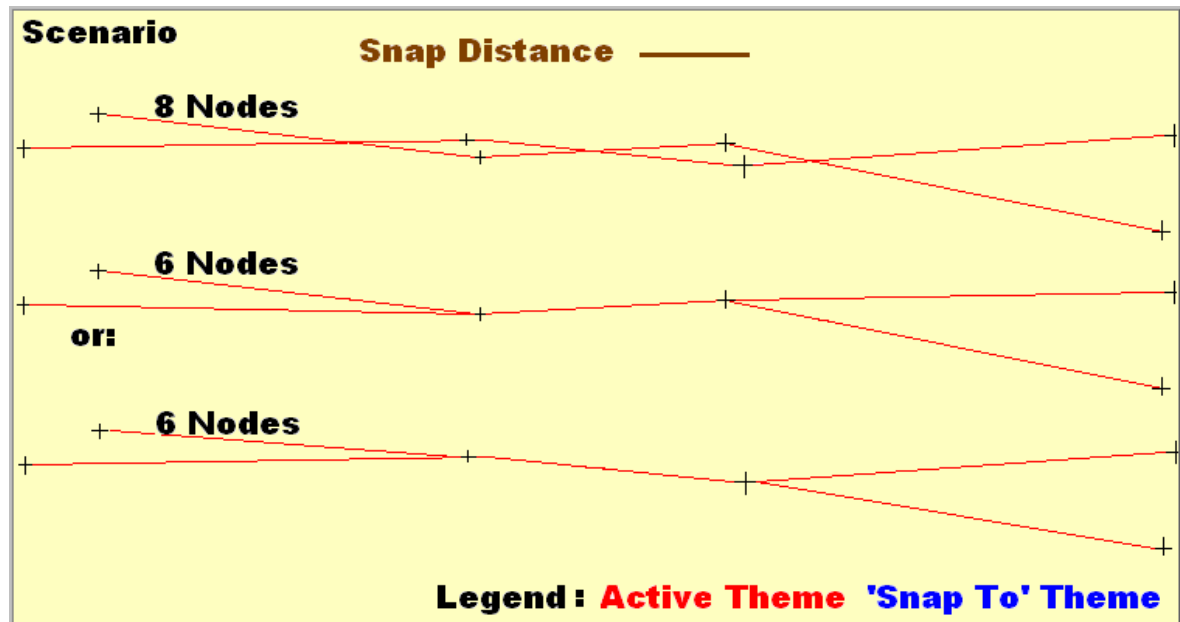 Scenario
Snap Distance
8 Nodes
6 Nodes
or:
6 Nodes
Legend : Active Theme 'Snap To' Theme